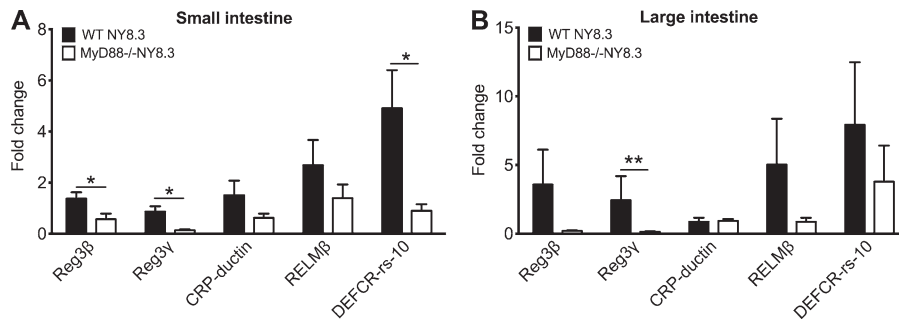 A
Small intestine
WT NY8.3
MyD88-/-NY8.3
Fold change
8
6
4
2
0
*
*
*
Reg3β
Reg3γ
CRP-ductin
RELMβ
DEFCR-rs-10
B
Large intestine
WT NY8.3
MyD88-/-NY8.3
Fold change
15
10
5
0
**
Reg3β
Reg3γ
CRP-ductin
RELMβ
DEFCR-rs-10